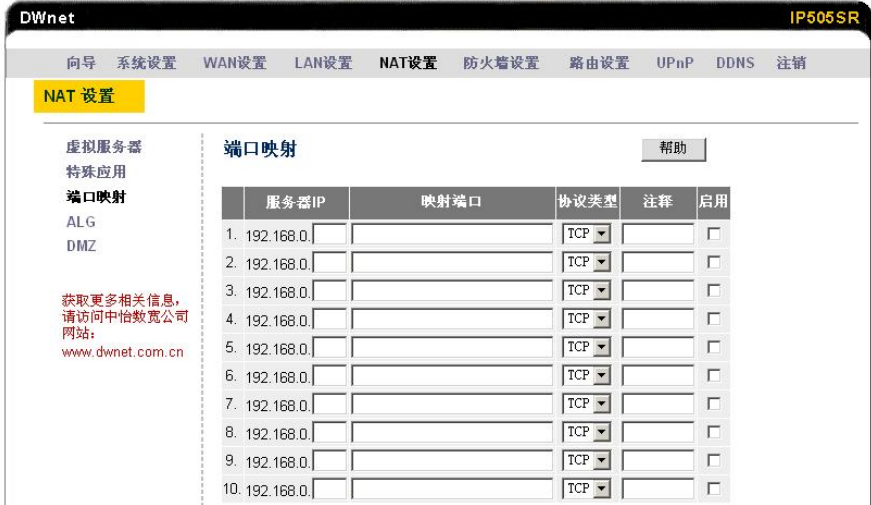 DWnet IP505SR
向导 系统设置 WAN设置 LAN设置 NAT设置 防火墙设置 路由设置 UPnP DDNS 注销
NAT 设置
虚拟服务器
特殊应用
端口映射
ALG
DMZ
获取更多相关信息，
请访问中怡数宽公司
网站：
www.dwnet.com.cn
端口映射 帮助
服务器IP 映射端口 协议类型 注释 启用
1. 192.168.0. TCP
2. 192.168.0. TCP
3. 192.168.0. TCP
4. 192.168.0. TCP
5. 192.168.0. TCP
6. 192.168.0. TCP
7. 192.168.0. TCP
8. 192.168.0. TCP
9. 192.168.0. TCP
10. 192.168.0. TCP